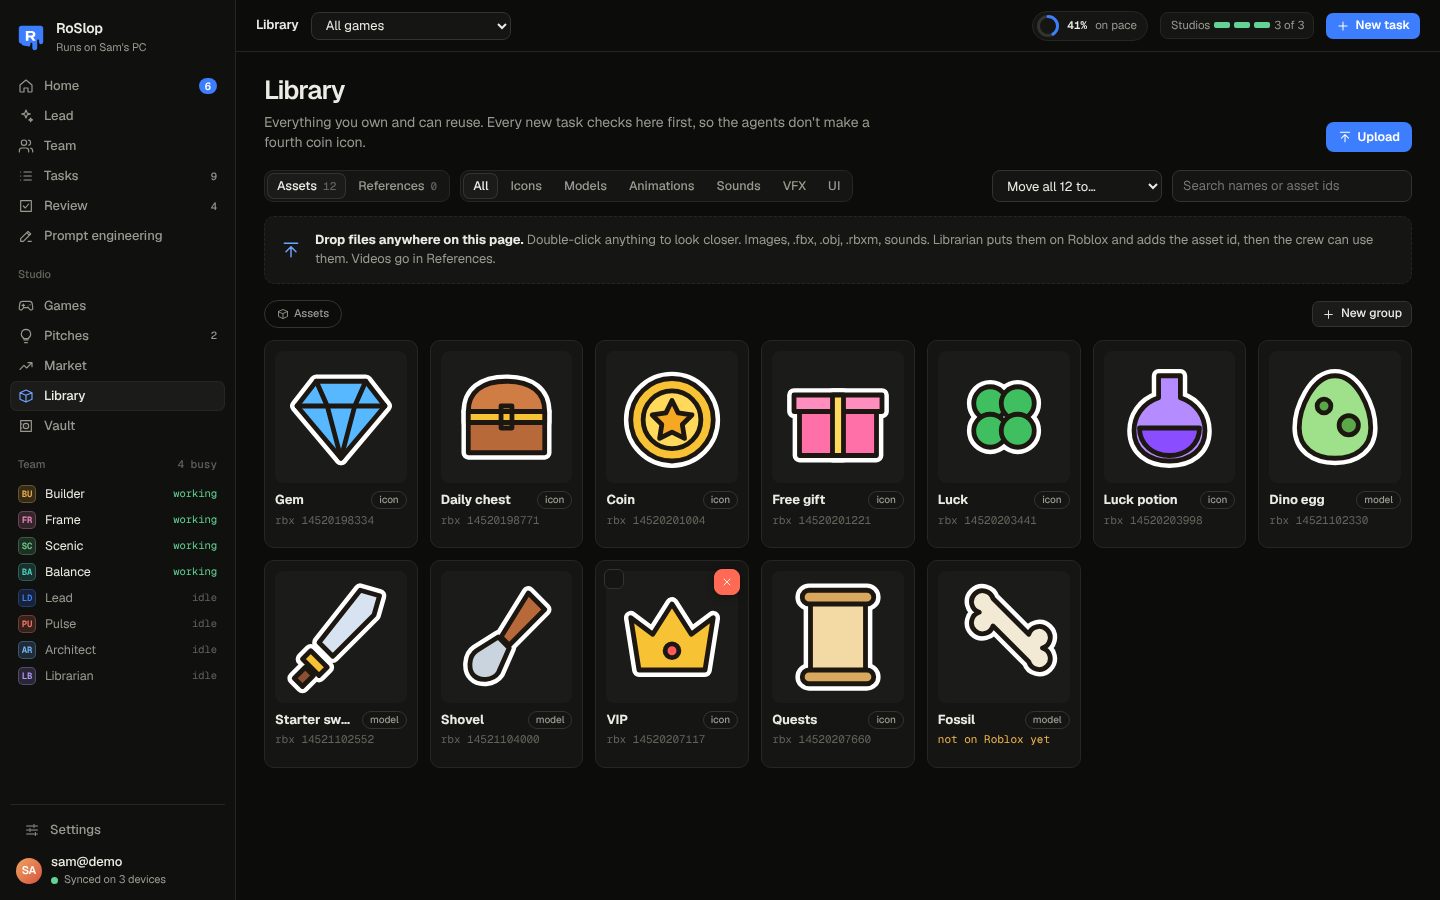 RoSlop
Runs on Sam's PC
Home 6
Lead
Team
Tasks 9
Review 4
Prompt engineering
Studio
Games
Pitches 2
Market
Library
Vault
Team 4 busy
BU Builder working
FR Frame working
SC Scenic working
BA Balance working
LD Lead idle
PU Pulse idle
AR Architect idle
LB Librarian idle
Settings
SA sam@demo
Synced on 3 devices
Library All games 41% on pace Studios 3 of 3 + New task
Library
Everything you own and can reuse. Every new task checks here first, so the agents don't make a
fourth coin icon.
Upload
Assets 12 References 0 All Icons Models Animations Sounds VFX UI Move all 12 to... Search names or asset ids
Drop files anywhere on this page. Double-click anything to look closer. Images, .fbx, .obj, .rbxm, sounds. Librarian puts them on Roblox and adds the asset id, then the crew can use
them. Videos go in References.
Assets + New group
Gem icon
rbx 14520198334
Daily chest icon
rbx 14520198771
Coin icon
rbx 14520201004
Free gift icon
rbx 14520201221
Luck icon
rbx 14520203441
Luck potion icon
rbx 14520203998
Dino egg model
rbx 14521102330
Starter sw... model
rbx 14521102552
Shovel model
rbx 14521104000
VIP icon
rbx 14520207117
Quests icon
rbx 14520207660
Fossil model
not on Roblox yet